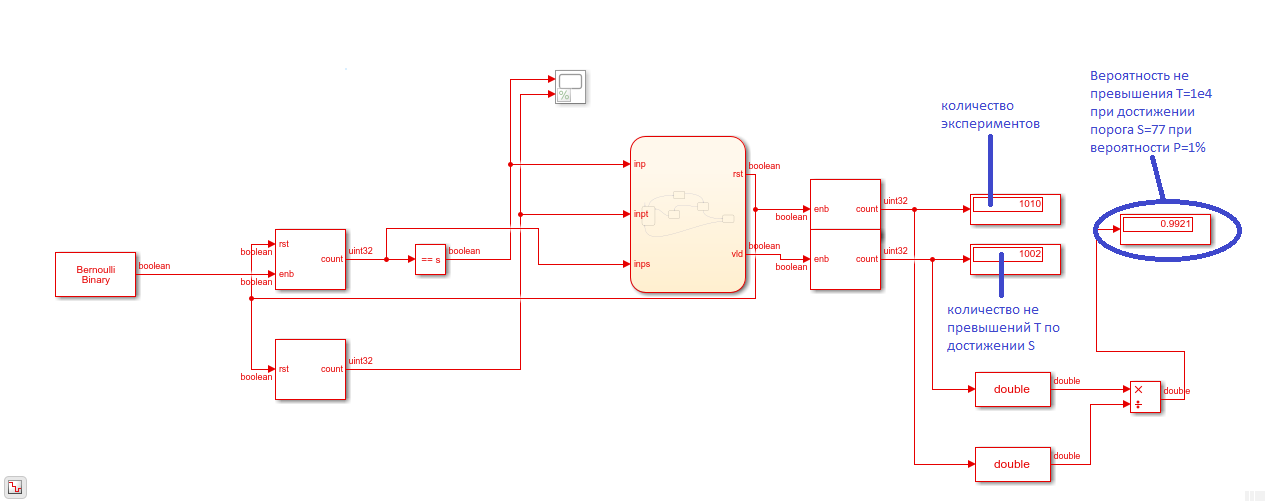 Вероятность не
превышения T=1e4
при достижении
порога S=77 при
вероятности P=1%
количество
экспериментов
%
inp
boolean
rst
inpt
uint32
1010
enb
count
boolean
0.9921
rst
boolean
uint32
count
boolean
== s
inps
boolean
vld
uint32
1002
Bernoulli
Binary
boolean
enb
boolean
enb
count
boolean
количество не
превышений T по
достижении S
rst
boolean
uint32
count
double
double
×
÷
double
double
double